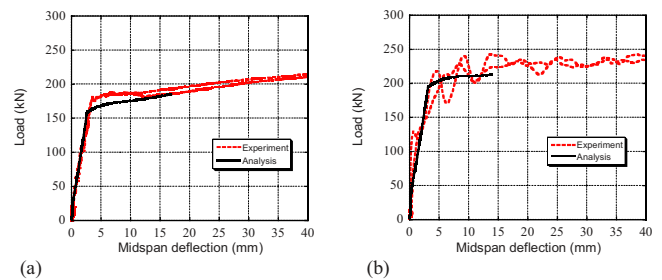 300
250
200
150
100
50
0
Load (kN)
0 5 10 15 20 25 30 35 40
Midspan deflection (mm)
Experiment
Analysis
(a)
300
250
200
150
100
50
0
Load (kN)
0 5 10 15 20 25 30 35 40
Midspan deflection (mm)
Experiment
Analysis
(b)